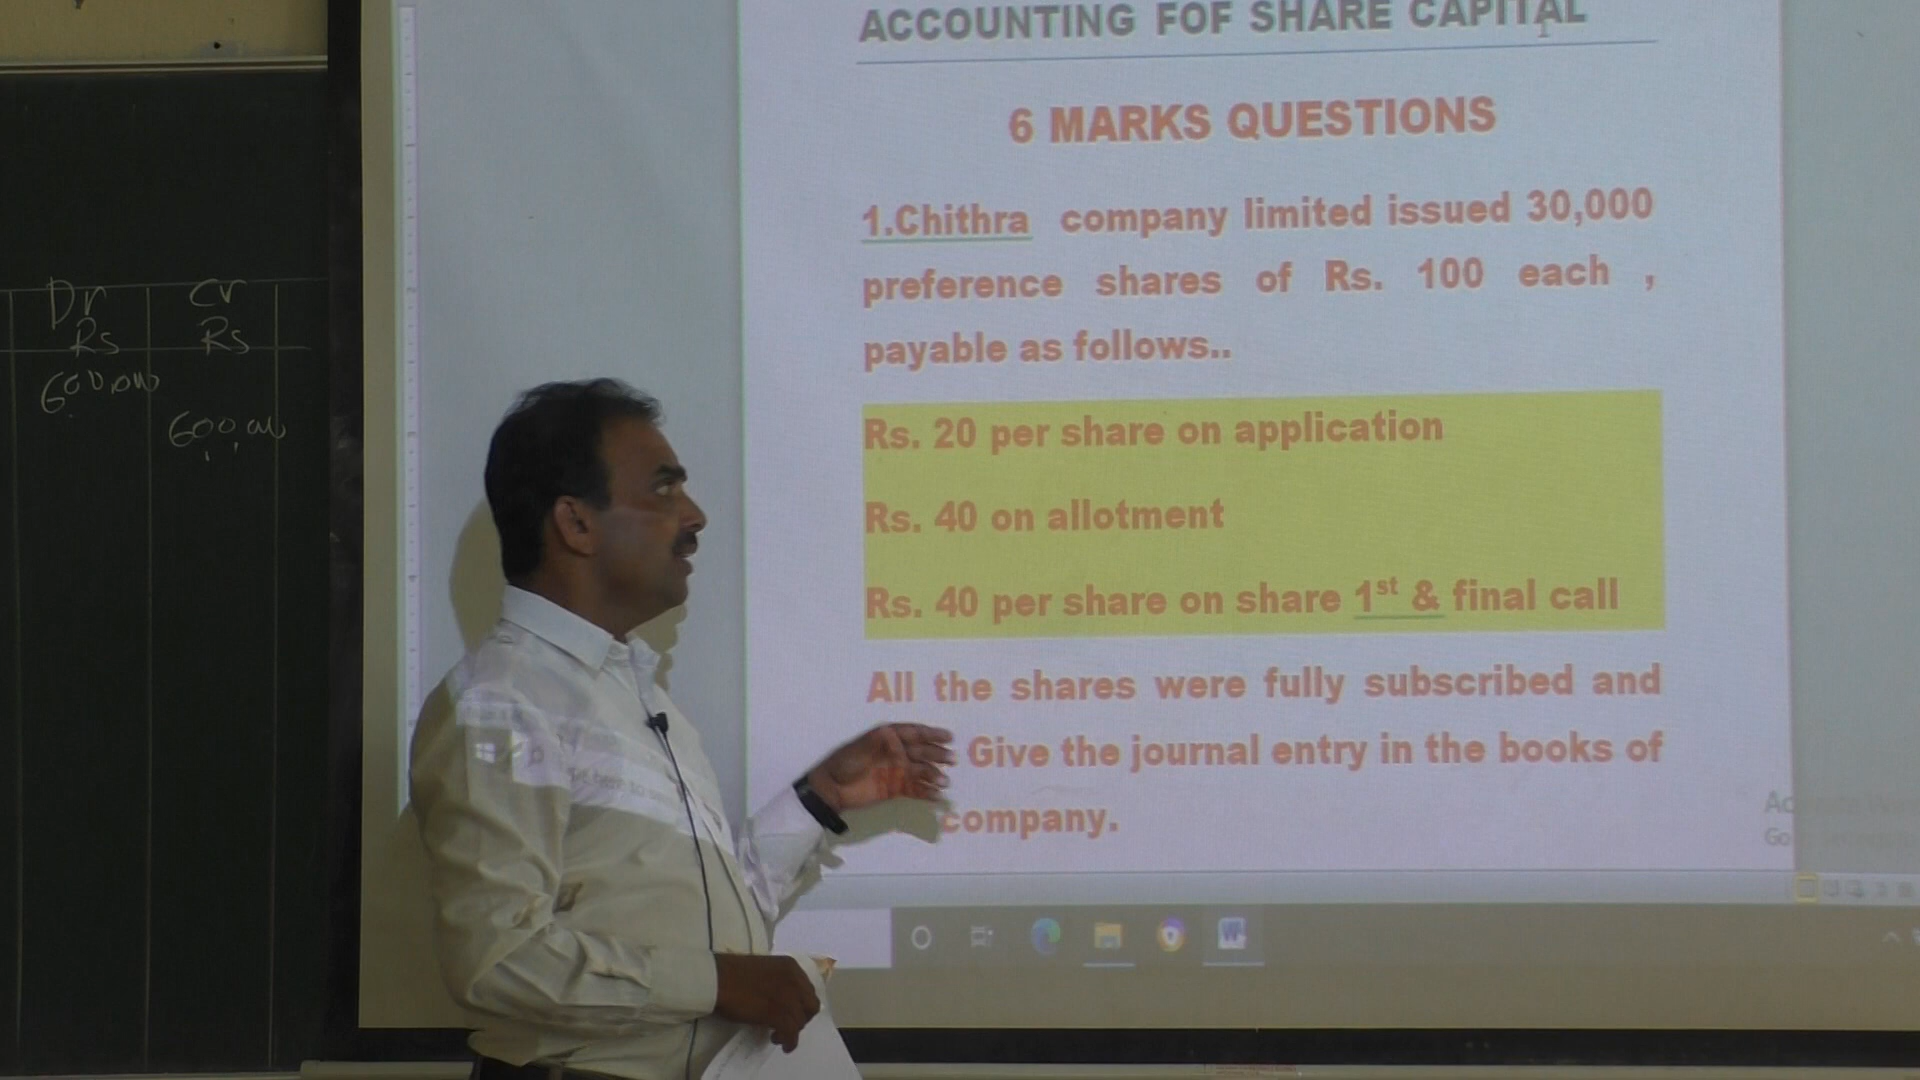 ACCOUNTING FOF SHARE CAPITAL
6 MARKS QUESTIONS
1.Chithra company limited issued 30,000
preference shares of Rs. 100 each ,
payable as follows..
Rs. 20 per share on application
Rs. 40 on allotment
Rs. 40 per share on share 1st & final call
All the shares were fully subscribed and
Give the journal entry in the books of
company.
Dr Cr
Rs Rs
600,000
600,000